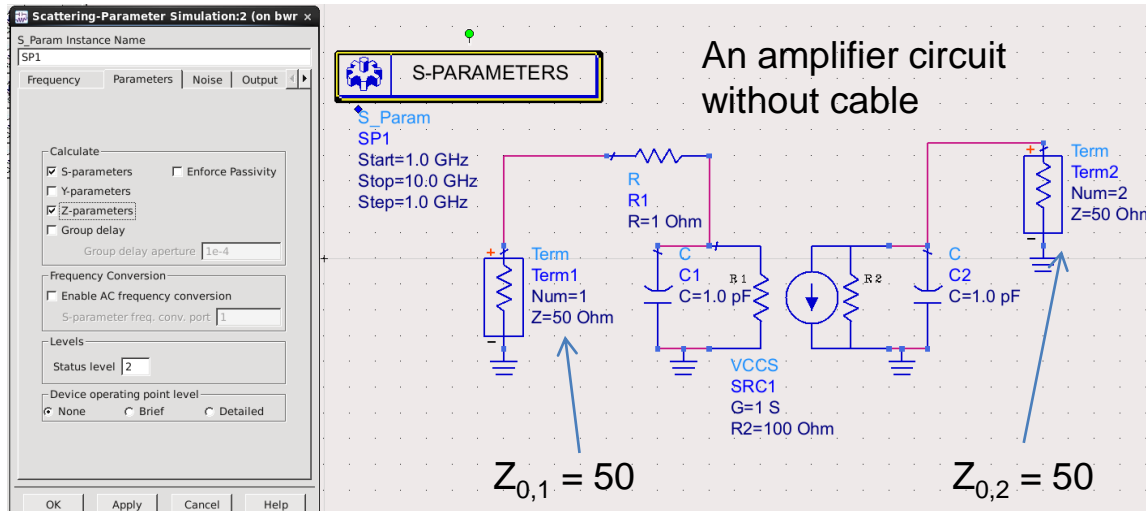 Scattering-Parameter Simulation:2 (on bwr ×
S_Param Instance Name
SP1
Frequency Parameters Noise Output
Calculate
S-parameters Enforce Passivity
Y-parameters
Z-parameters
Group delay
Group delay aperture 1e-4
Frequency Conversion
Enable AC frequency conversion
S-parameter freq. conv. port 1
Levels
Status level 2
Device operating point level
None Brief Detailed
OK Apply Cancel Help
S-PARAMETERS
S_Param
SP1
Start=1.0 GHz
Stop=10.0 GHz
Step=1.0 GHz
An amplifier circuit
without cable
R
R1
R=1 Ohm
+
Term
Term1
Num=1
Z=50 Ohm
-
C
C1
C=1.0 pF
R1
R2
VCCS
SRC1
G=1 S
R2=100 Ohm
C
C2
C=1.0 pF
+
Term
Term2
Num=2
Z=50 Ohm
-
Z0,1 = 50
Z0,2 = 50